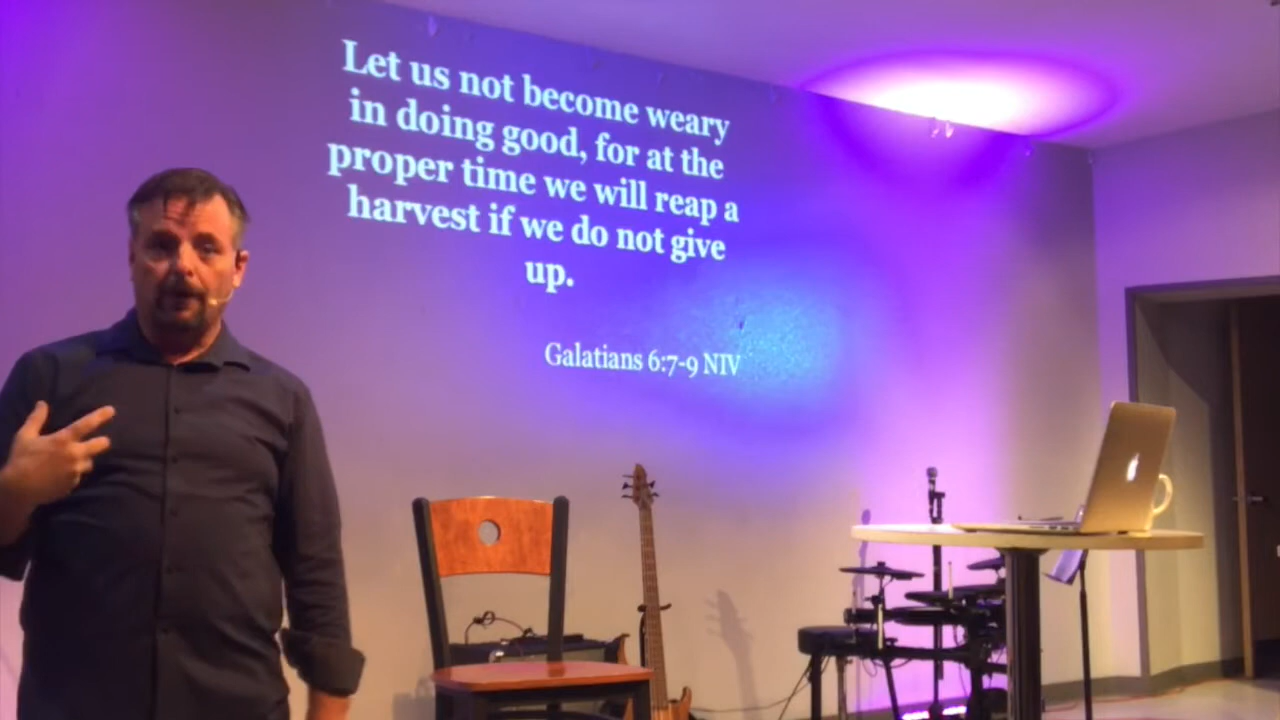 Let us not become weary
in doing good, for at the
proper time we will reap a
harvest if we do not give
up.
Galatians 6:7-9 NIV